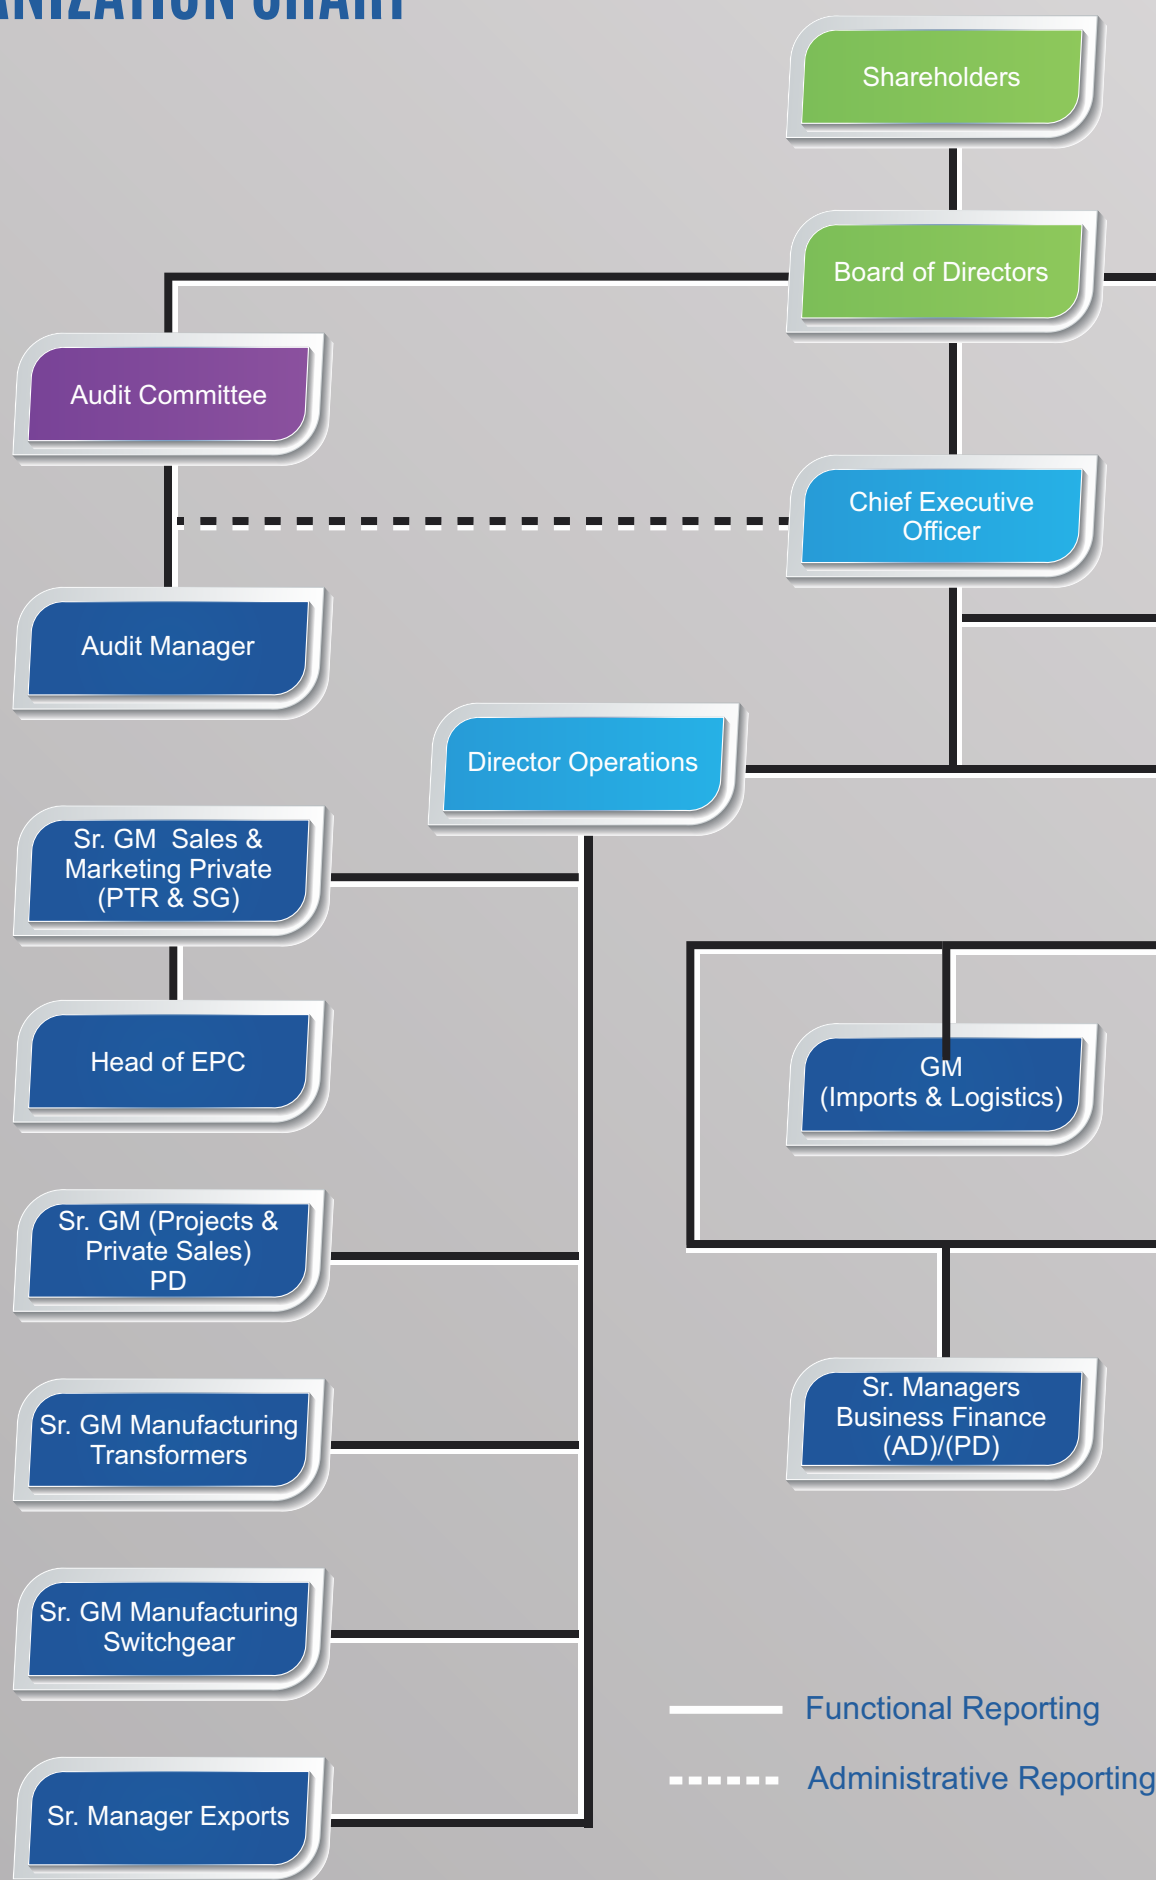 CHART
Shareholders
Board of Directors
Audit Committee
Chief Executive
Officer
Audit Manager
Director Operations
Sr. GM Sales &
Marketing Private
(PTR & SG)
Head of EPC
GM
(Imports & Logistics)
Sr. GM (Projects &
Private Sales)
PD
Sr. Managers
Business Finance
(AD)/(PD)
Sr. GM Manufacturing
Transformers
Sr. GM Manufacturing
Switchgear
Functional Reporting
Administrative Reporting
Sr. Manager Exports